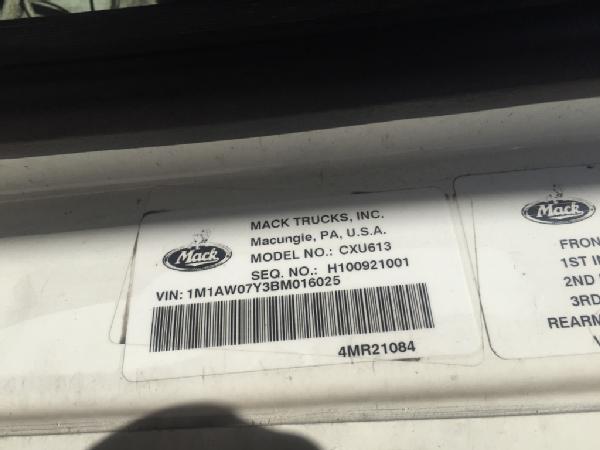 Mack
MACK TRUCKS, INC.
Macungie, PA, U.S.A.
MODEL NO.: CXU613
SEQ. NO.: H100921001
VIN: 1M1AW07Y3BM016025
4MR21084
Mack
FRON
1ST I
2ND
3RD
REARM